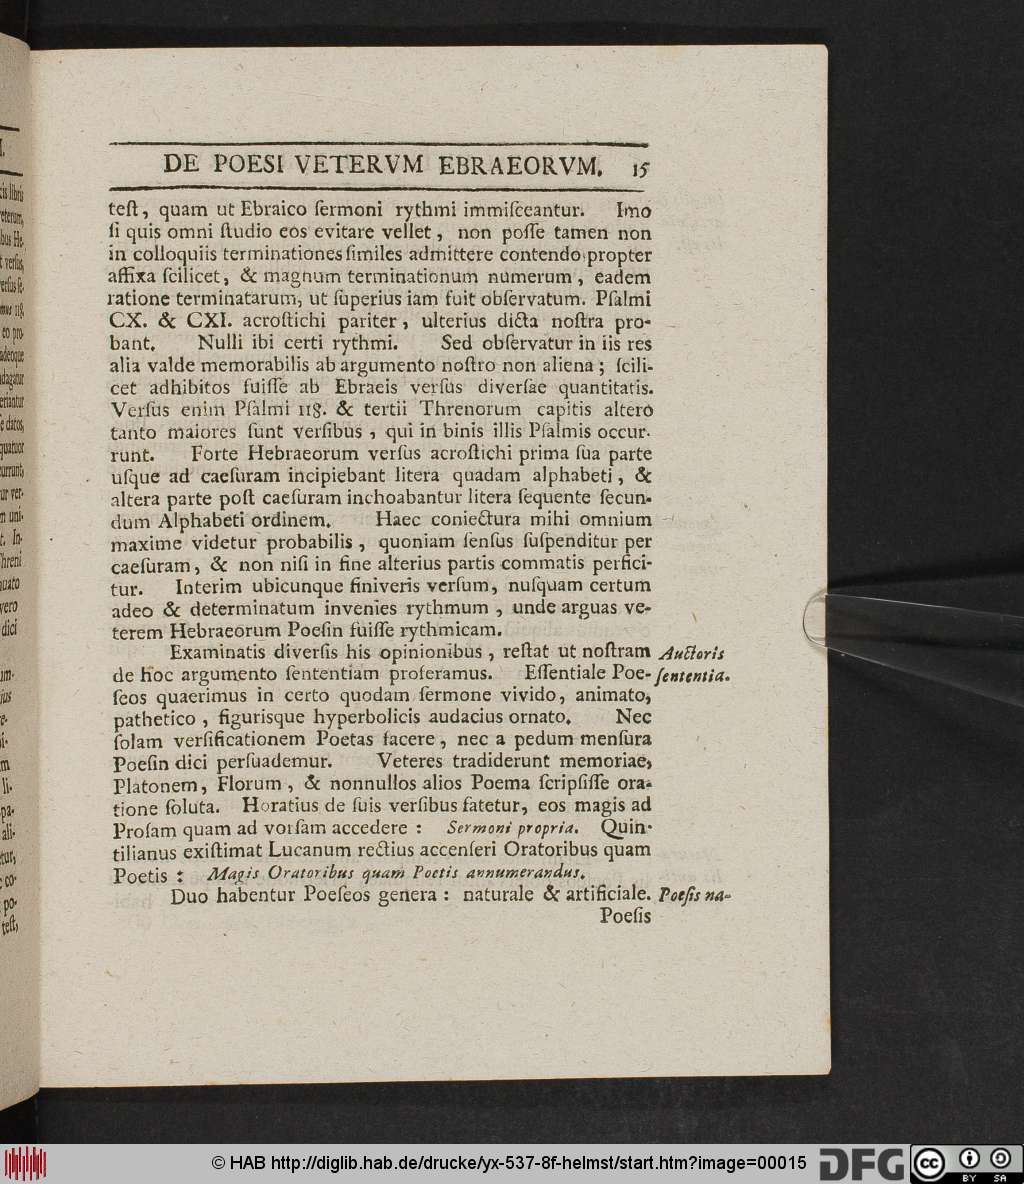 DE POESI VETERVM EBRAEORVM. 15
teſt, quam ut Ebraico ſermoni rythmi immiſceantur. Imo
ſi quis omni ſtudio eos evitare vellet, non poſſe tamen non
in colloquiis terminationes ſimiles admittere contendo propter
affixa ſcilicet, & magnum terminationum numerum, eadem
ratione terminatarum, ut ſuperius iam fuit obſervatum. Pſalmi
CX. & CXI. acroſtichi pariter, ulterius dicta noſtra pro-
bant. Nulli ibi certi rythmi. Sed obſervatur in iis res
alia valde memorabilis ab argumento noſtro non aliena; ſcili-
cet adhibitos fuiſſe ab Ebraeis verſus diverſae quantitatis.
Verſus enim Pſalmi 118. & tertii Threnorum capitis altero
tanto maiores ſunt verſibus, qui in binis illis Pſalmis occur-
runt. Forte Hebraeorum verſus acroſtichi prima ſua parte
uſque ad caeſuram incipiebant litera quadam alphabeti, &
altera parte poſt caeſuram inchoabantur litera ſequente ſecun-
dum Alphabeti ordinem. Haec coniectura mihi omnium
maxime videtur probabilis, quoniam ſenſus ſuſpenditur per
caeſuram, & non niſi in fine alterius partis commatis perfici-
tur. Interim ubicunque finiveris verſum, nuſquam certum
adeo & determinatum invenies rythmum, unde arguas ve-
terem Hebraeorum Poeſin fuiſſe rythmicam.
Examinatis diverſis his opinionibus, reſtat ut noſtram Auctoris
de hoc argumento ſententiam proferamus. Eſſentiale Poe- ſententia.
ſeos quaerimus in certo quodam ſermone vivido, animato,
pathetico, figurisque hyperbolicis audacius ornato. Nec
ſolam verſificationem Poetas facere, nec a pedum menſura
Poeſin dici perſuademur. Veteres tradiderunt memoriae,
Platonem, Florum, & nonnullos alios Poema ſcripſiſſe ora-
tione ſoluta. Horatius de ſuis verſibus fatetur, eos magis ad
Proſam quam ad vorſam accedere: Sermoni propria. Quin-
tilianus exiſtimat Lucanum rectius accenſeri Oratoribus quam
Poetis: Magis Oratoribus quam Poetis annumerandus.
Duo habentur Poeſeos genera: naturale & artificiale. Poeſis na-
Poeſis
© HAB http://diglib.hab.de/drucke/yx-537-8f-helmst/start.htm?image=00015
DFG
cc BY SA